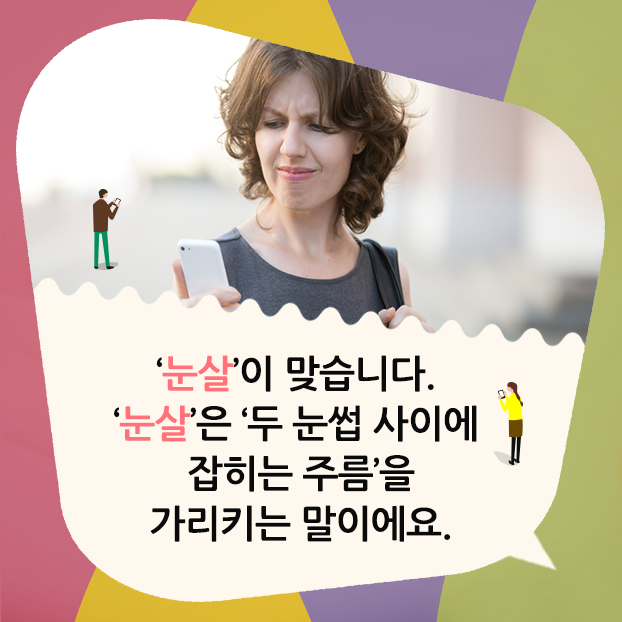 ‘눈살’이 맞습니다.
‘눈살’은 ‘두 눈썹 사이에
잡히는 주름’을
가리키는 말이에요.